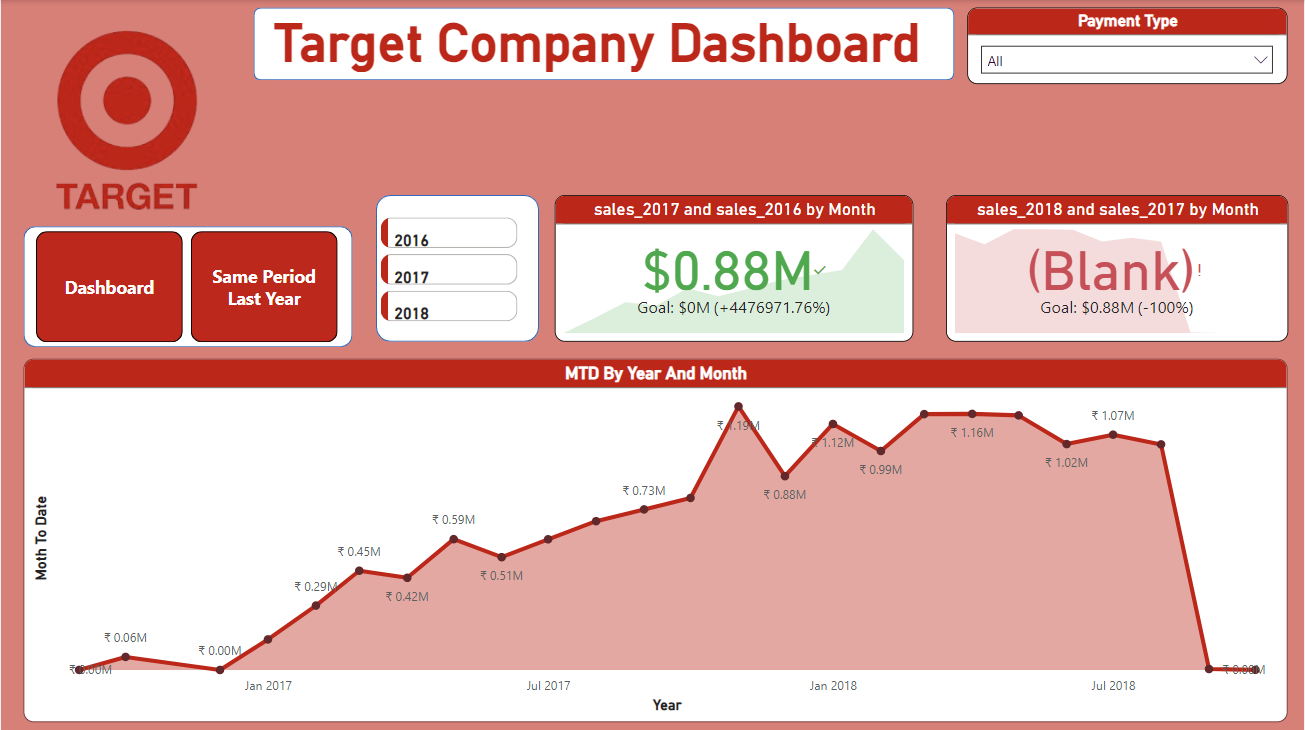 Target Company Dashboard
Payment Type
All
TARGET
Dashboard
Same Period
Last Year
2016
2017
2018
sales_2017 and sales_2016 by Month
$0.88M
Goal: $0M (+4476971.76%)
sales_2018 and sales_2017 by Month
(Blank)!
Goal: $0.88M (-100%)
MTD By Year And Month
Moth To Date
₹ 0.00M
₹ 0.06M
₹ 0.00M
₹ 0.29M
₹ 0.45M
₹ 0.42M
₹ 0.59M
₹ 0.51M
₹ 0.73M
₹ 1.19M
₹ 0.88M
₹ 1.12M
₹ 0.99M
₹ 1.16M
₹ 1.02M
₹ 1.07M
₹ 0.00M
Jan 2017
Jul 2017
Jan 2018
Jul 2018
Year